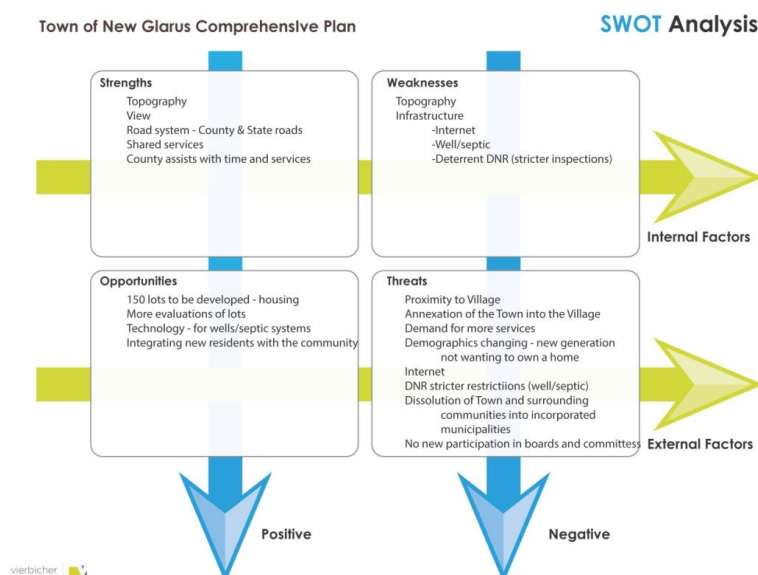 Town of New Glarus Comprehensive Plan
SWOT Analysis
Strengths
Topography
View
Road system - County & State roads
Shared services
County assists with time and services
Weaknesses
Topography
Infrastructure
-Internet
-Well/septic
-Deterrent DNR (stricter inspections)
Internal Factors
Opportunities
150 lots to be developed - housing
More evaluations of lots
Technology - for wells/septic systems
Integrating new residents with the community
Threats
Proximity to Village
Annexation of the Town into the Village
Demand for more services
Demographics changing - new generation
not wanting to own a home
Internet
DNR stricter restrictiions (well/septic)
Dissolution of Town and surrounding
communities into incorporated
municipalities
No new participation in boards and committess
External Factors
Positive
Negative
vierbicher